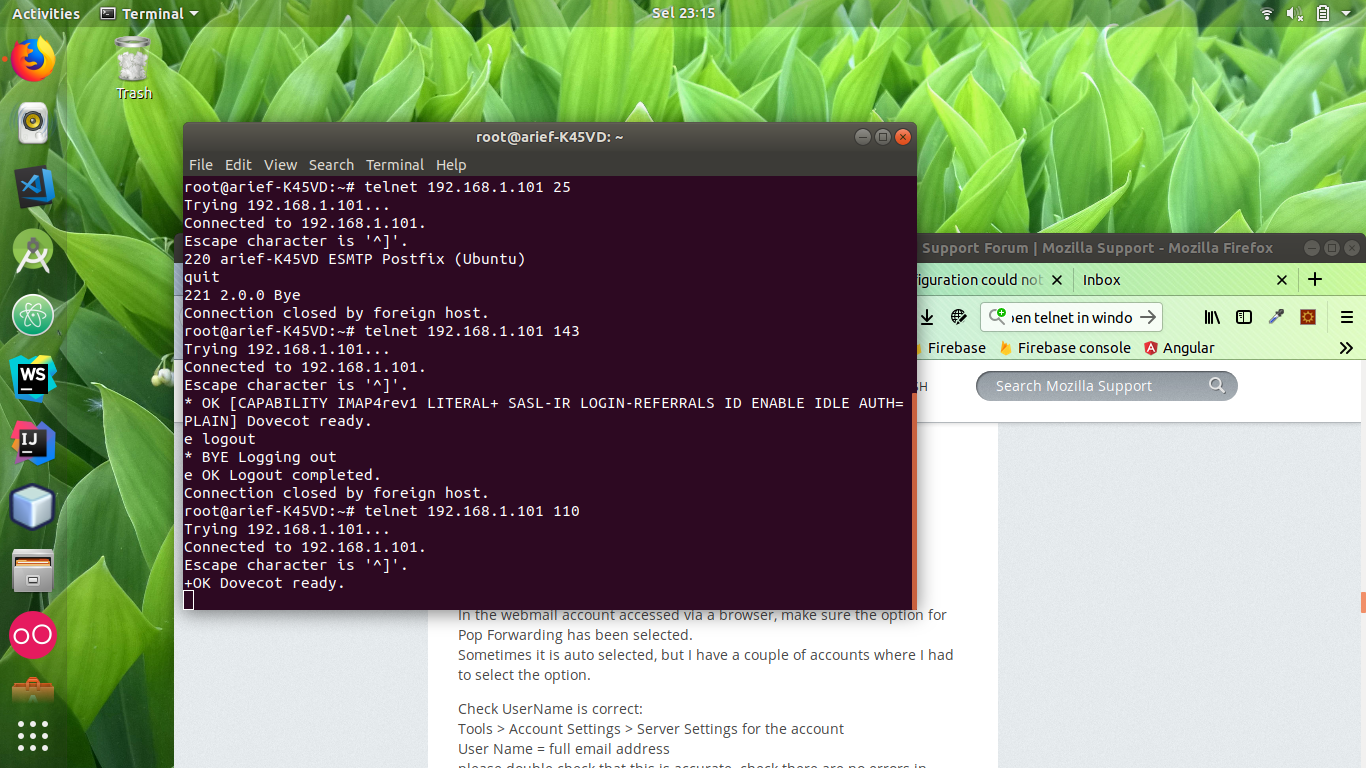 Activities
Terminal
Sel 23:15
Trash
root@arief-K45VD: ~
File Edit View Search Terminal Help
root@arief-K45VD:~# telnet 192.168.1.101 25
Trying 192.168.1.101...
Connected to 192.168.1.101.
Escape character is '^]'.
220 arief-K45VD ESMTP Postfix (Ubuntu)
quit
221 2.0.0 Bye
Connection closed by foreign host.
root@arief-K45VD:~# telnet 192.168.1.101 143
Trying 192.168.1.101...
Connected to 192.168.1.101.
Escape character is '^]'.
* OK [CAPABILITY IMAP4rev1 LITERAL+ SASL-IR LOGIN-REFERRALS ID ENABLE IDLE AUTH=
PLAIN] Dovecot ready.
e logout
* BYE Logging out
e OK Logout completed.
Connection closed by foreign host.
root@arief-K45VD:~# telnet 192.168.1.101 110
Trying 192.168.1.101...
Connected to 192.168.1.101.
Escape character is '^]'.
+OK Dovecot ready.
Support Forum | Mozilla Support - Mozilla Firefox
could not
Inbox
telnet in windo
Firebase
Firebase console
Angular
Search Mozilla Support
WS
IJ
In the webmail account accessed via a browser, make sure the option for
Pop Forwarding has been selected.
Sometimes it is auto selected, but I have a couple of accounts where I had
to select the option.
Check UserName is correct:
Tools > Account Settings > Server Settings for the account
User Name = full email address
please double check that this is accurate, check there are no errors in